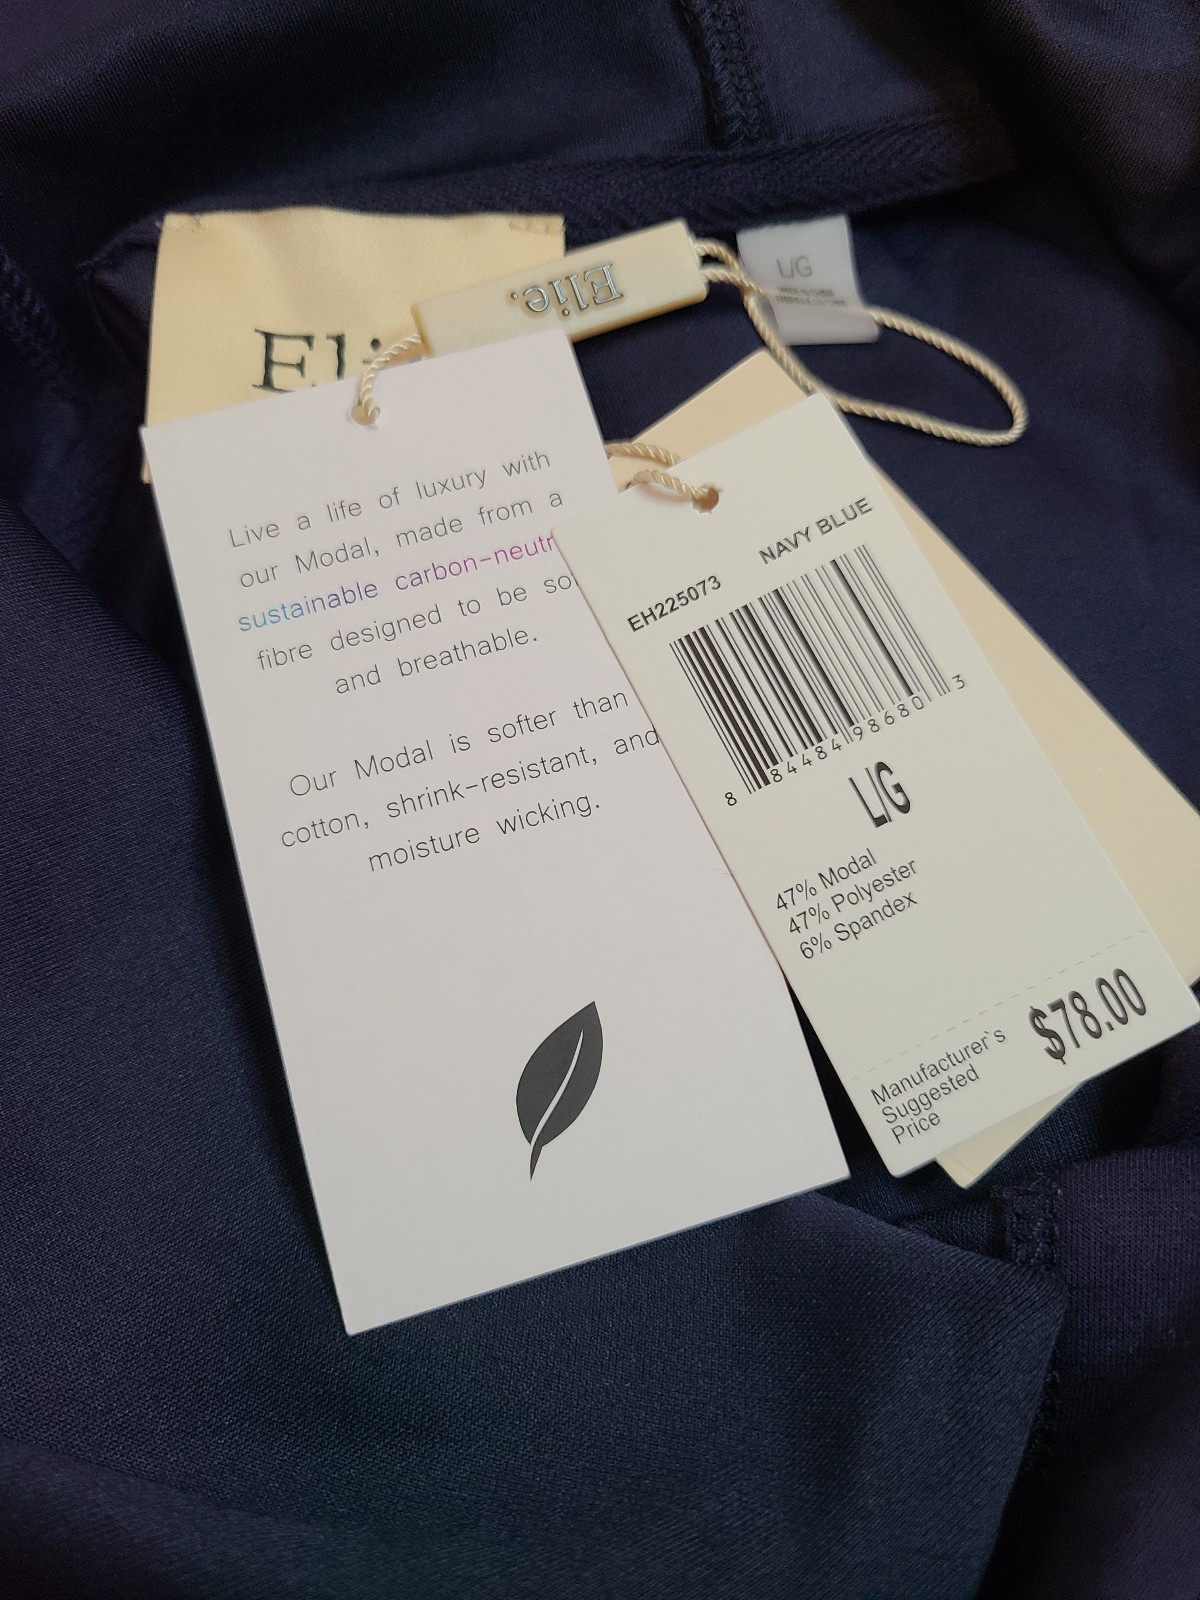 Elie.
L/G
Live a life of luxury with
our Modal, made from a
sustainable carbon-neutr
fibre designed to be so
and breathable.
Our Modal is softer than
cotton, shrink-resistant, and
moisture wicking.
EH225073 NAVY BLUE
8 84484 98680 3
L/G
47% Modal
47% Polyester
6% Spandex
Manufacturer`s
Suggested
Price
$78.00